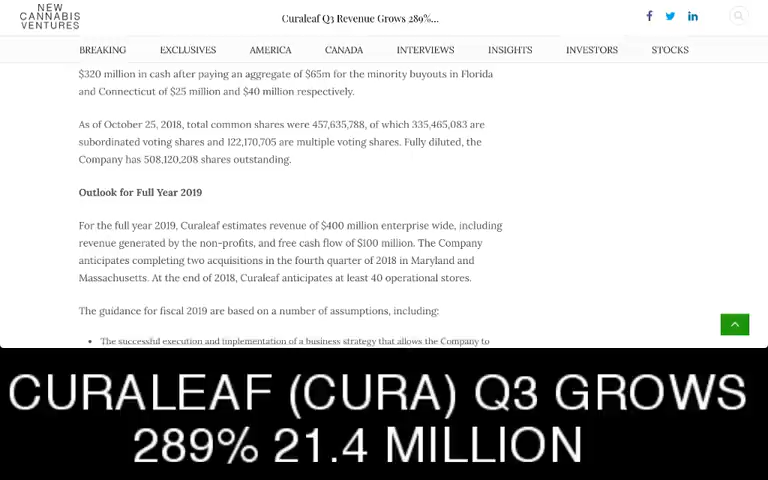 NEW
CANNABIS
VENTURES
Curaleaf Q3 Revenue Grows 289%...
BREAKING EXCLUSIVES AMERICA CANADA INTERVIEWS INSIGHTS INVESTORS STOCKS
$320 million in cash after paying an aggregate of $65m for the minority buyouts in Florida
and Connecticut of $25 million and $40 million respectively.
As of October 25, 2018, total common shares were 457,635,788, of which 335,465,083 are
subordinated voting shares and 122,170,705 are multiple voting shares. Fully diluted, the
Company has 508,120,208 shares outstanding.
Outlook for Full Year 2019
For the full year 2019, Curaleaf estimates revenue of $400 million enterprise wide, including
revenue generated by the non-profits, and free cash flow of $100 million. The Company
anticipates completing two acquisitions in the fourth quarter of 2018 in Maryland and
Massachusetts. At the end of 2018, Curaleaf anticipates at least 40 operational stores.
The guidance for fiscal 2019 are based on a number of assumptions, including:
• The successful execution and implementation of a business strategy that allows the Company to
CURALEAF (CURA) Q3 GROWS
289% 21.4 MILLION